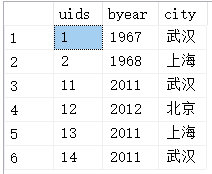 uids byear city
1 1 1967 武汉
2 2 1968 上海
3 11 2011 武汉
4 12 2012 北京
5 13 2011 上海
6 14 2011 武汉